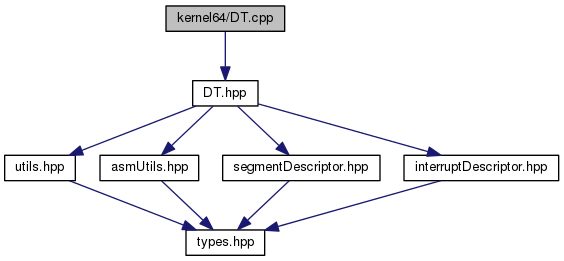 kernel64/DT.cpp
DT.hpp
utils.hpp
asmUtils.hpp
segmentDescriptor.hpp
interruptDescriptor.hpp
types.hpp